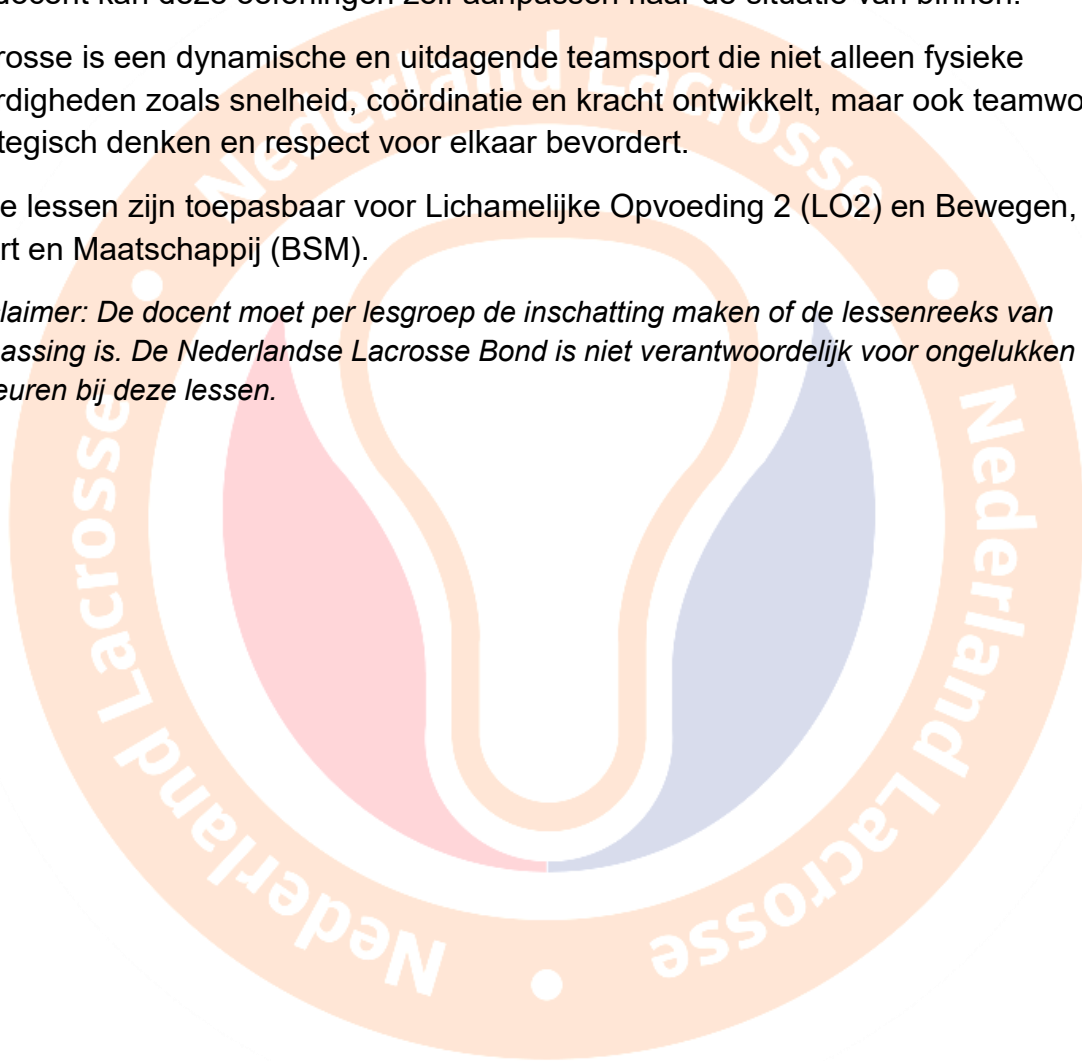 docent kan deze oefeningen zelf aanpassen naar de situatie van binnen.
rosse is een dynamische en uitdagende teamsport die niet alleen fysieke
rdigheden zoals snelheid, coördinatie en kracht ontwikkelt, maar ook teamwo
tegisch denken en respect voor elkaar bevordert.
e lessen zijn toepasbaar voor Lichamelijke Opvoeding 2 (LO2) en Bewegen,
rt en Maatschappij (BSM).
laimer: De docent moet per lesgroep de inschatting maken of de lessenreeks van
assing is. De Nederlandse Lacrosse Bond is niet verantwoordelijk voor ongelukken
euren bij deze lessen.
Nederland Lacrosse
Nederland Lacrosse
Nederland Lacrosse